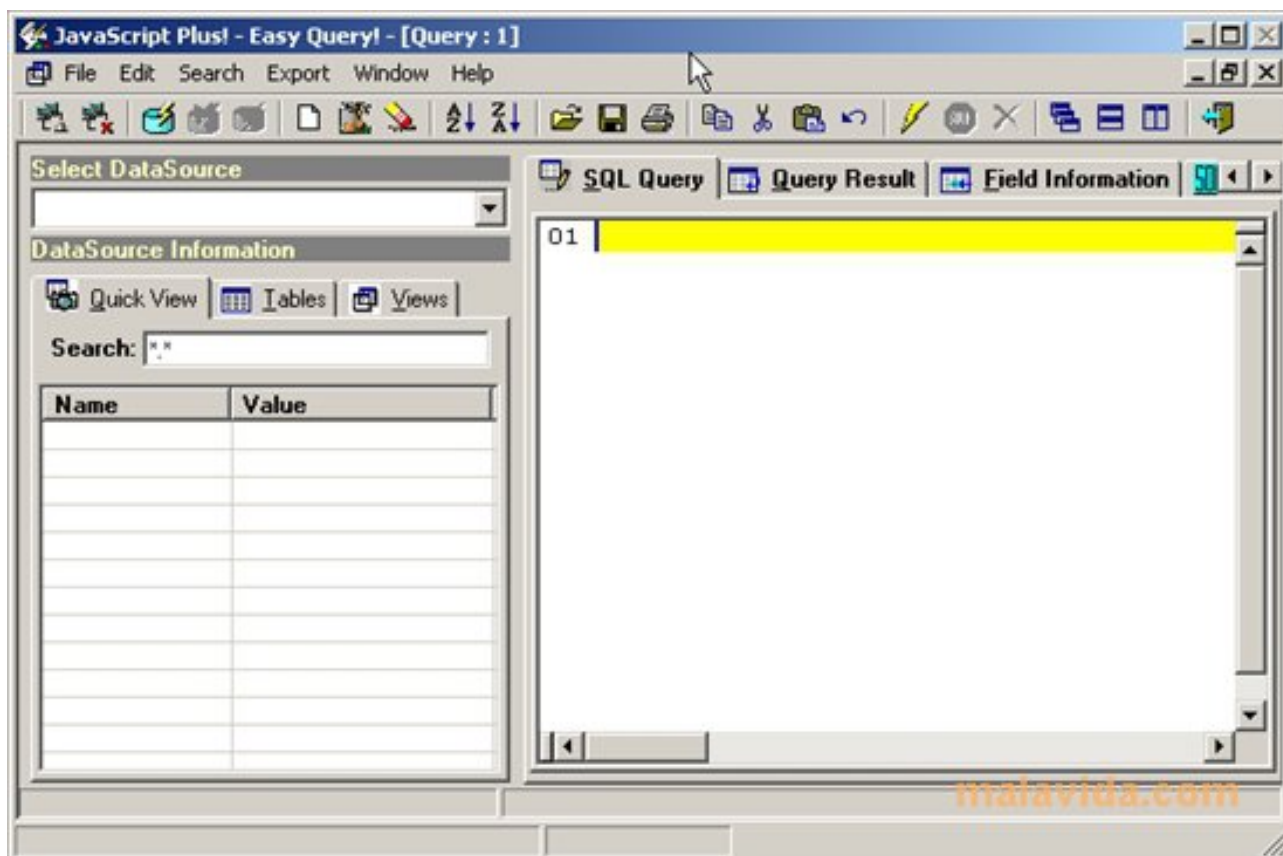 JavaScript Plus! - Easy Query! - [Query : 1]
File Edit Search Export Window Help
Select DataSource
SQL Query Query Result Field Information
01
DataSource Information
Quick View Tables Views
Search: *.*
Name Value
malavida.com